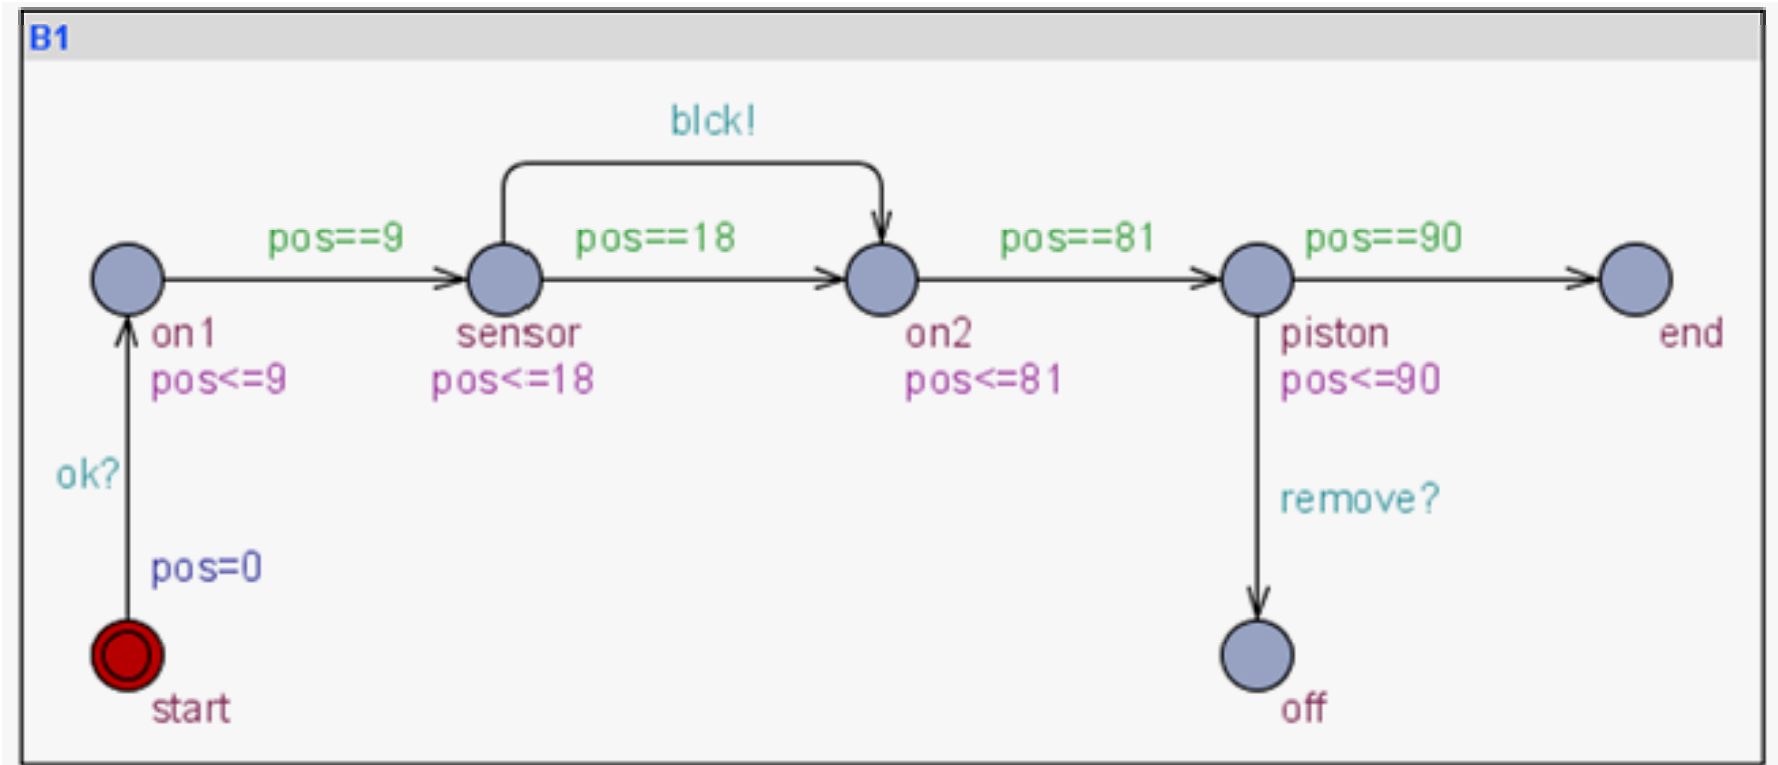 B1
blck!
pos==9
pos==18
pos==81
pos==90
on1
sensor
on2
piston
end
pos<=9
pos<=18
pos<=81
pos<=90
ok?
remove?
pos=0
start
off